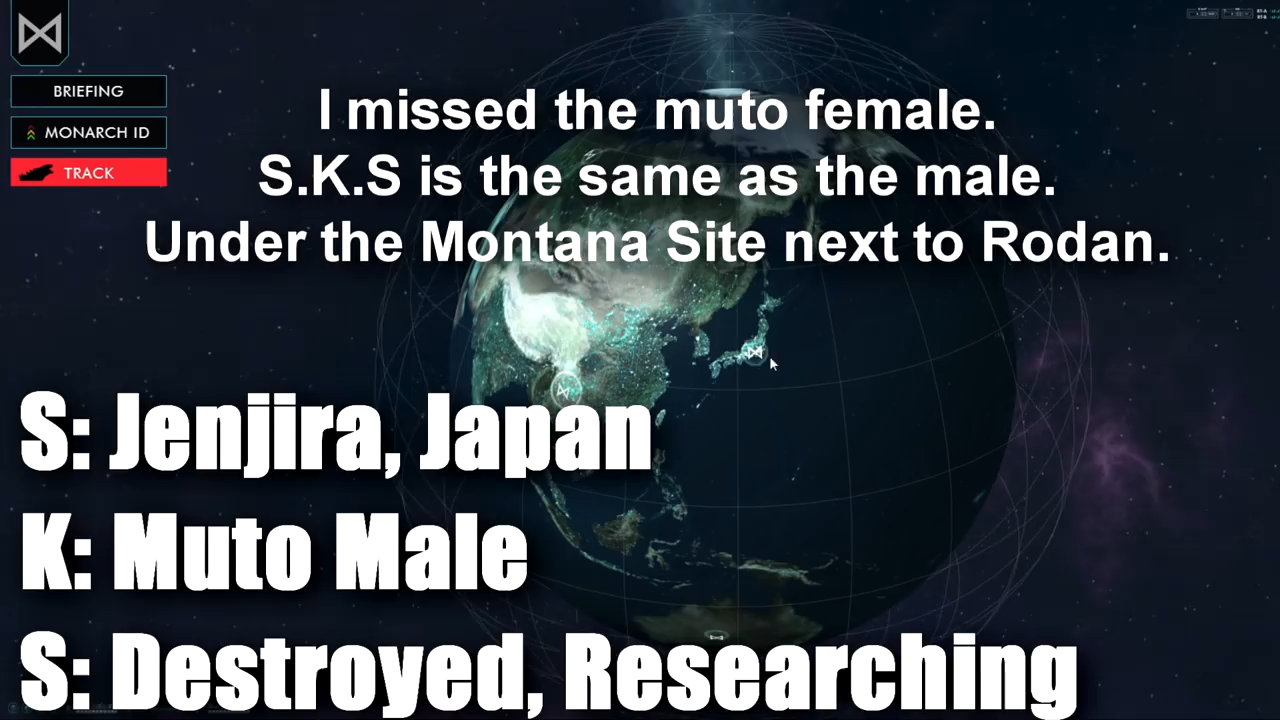 BRIEFING
MONARCH ID
TRACK
I missed the muto female.
S.K.S is the same as the male.
Under the Montana Site next to Rodan.
S: Jenjira, Japan
K: Muto Male
S: Destroyed, Researching